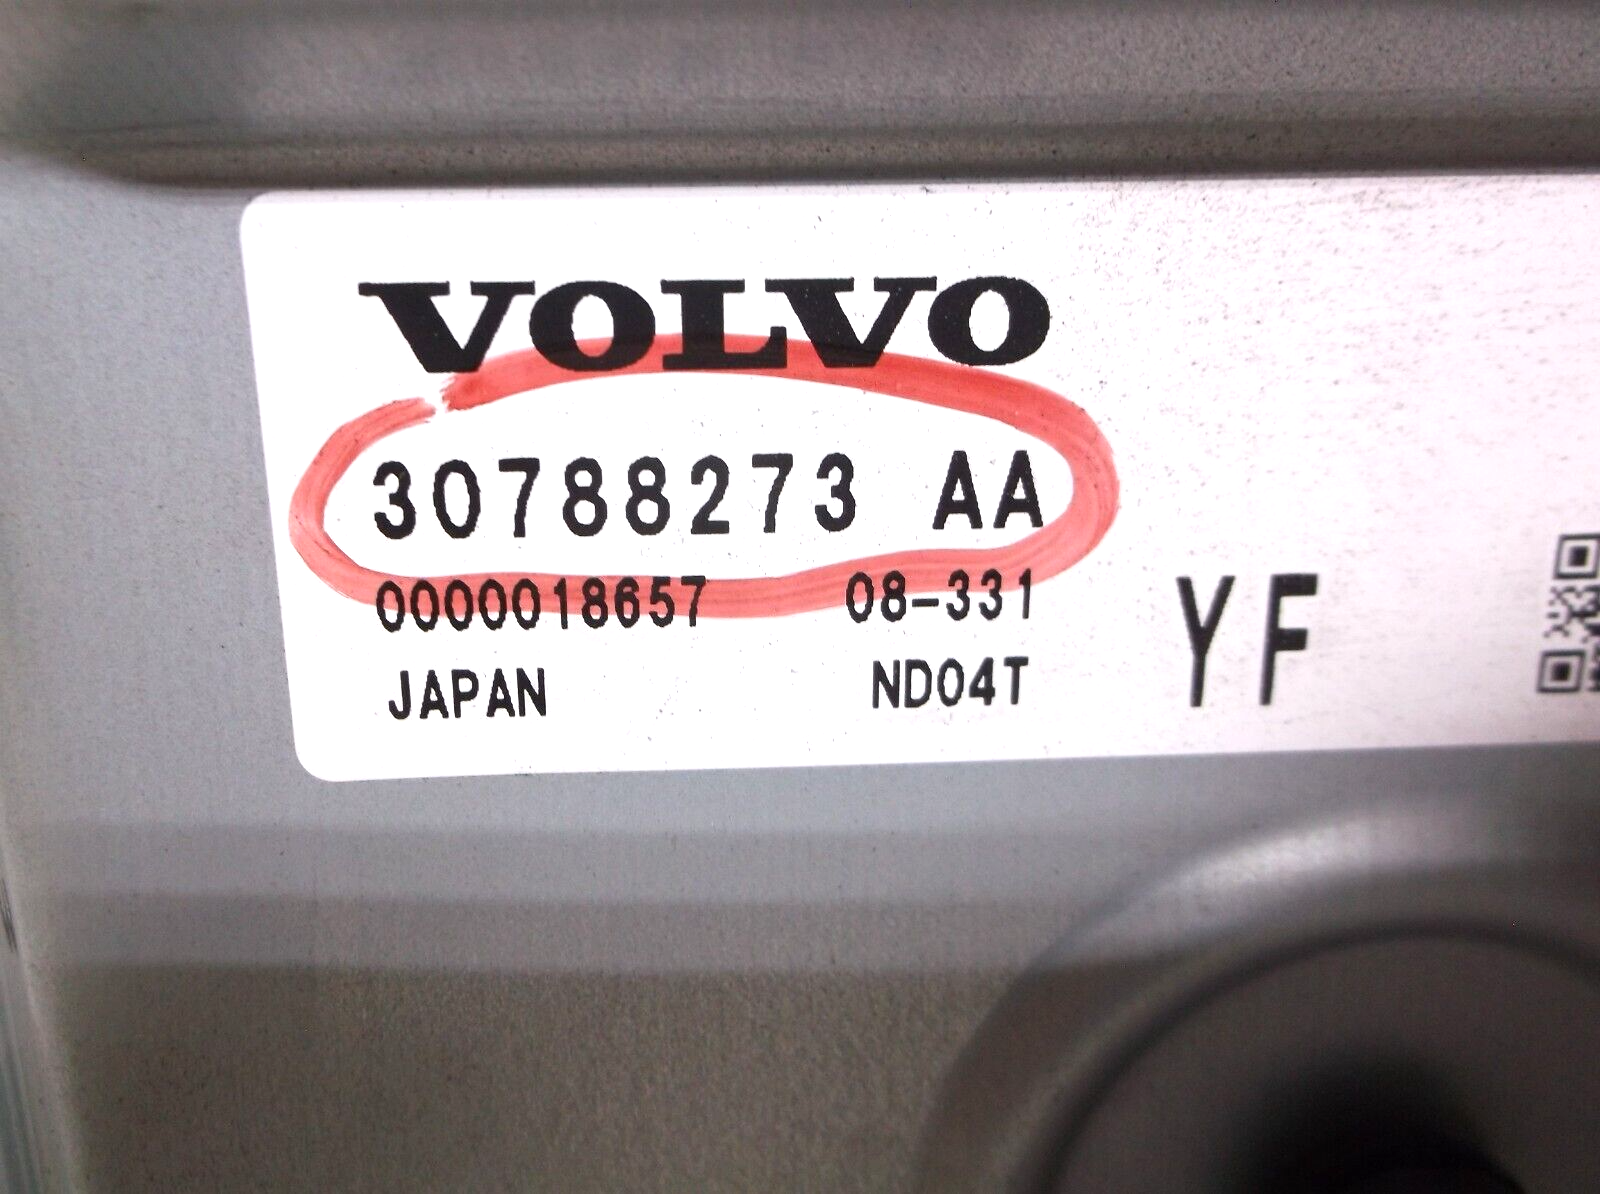 VOLVO
30788273 AA
0000018657 08-331
JAPAN ND04T
YF